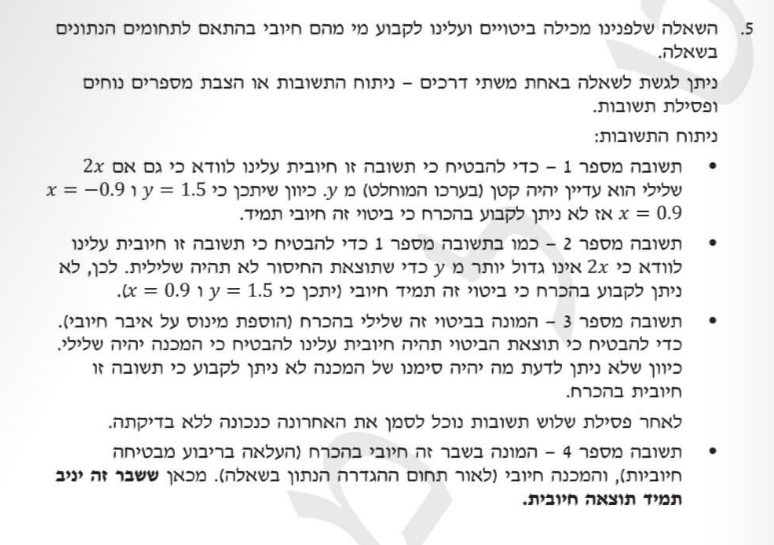 5. השאלה שלפנינו מכילה ביטויים ועלינו לקבוע מי מהם חיובי בהתאם לתחומים הנתונים
בשאלה.
ניתן לגשת לשאלה באחת משתי דרכים – ניתוח התשובות או הצבת מספרים נוחים
ופסילת תשובות.
ניתוח התשובות:
• תשובה מספר 1 – כדי להבטיח כי תשובה זו חיובית עלינו לוודא כי גם אם 2x
שלילי הוא עדיין יהיה קטן (בערכו המוחלט) מ y. כיוון שיתכן כי y = 1.5 ו x = −0.9
x = 0.9 אז לא ניתן לקבוע בהכרח כי ביטוי זה חיובי תמיד.
• תשובה מספר 2 – כמו בתשובה מספר 1 כדי להבטיח כי תשובה זו חיובית עלינו
לוודא כי 2x אינו גדול יותר מ y כדי שתוצאת החיסור לא תהיה שלילית. לכן, לא
ניתן לקבוע בהכרח כי ביטוי זה תמיד חיובי (יתכן כי y = 1.5 ו x = 0.9).
• תשובה מספר 3 – המונה בביטוי זה שלילי בהכרח (הוספת מינוס על איבר חיובי).
כדי להבטיח כי תוצאת הביטוי תהיה חיובית עלינו להבטיח כי המכנה יהיה שלילי.
כיוון שלא ניתן לדעת מה יהיה סימנו של המכנה לא ניתן לקבוע כי תשובה זו
חיובית בהכרח.
לאחר פסילת שלוש תשובות נוכל לסמן את האחרונה כנכונה ללא בדיקתה.
• תשובה מספר 4 – המונה בשבר זה חיובי בהכרח (העלאה בריבוע מבטיחה
חיוביות), והמכנה חיובי (לאור תחום ההגדרה הנתון בשאלה). מכאן ששבר זה יניב
תמיד תוצאה חיובית.